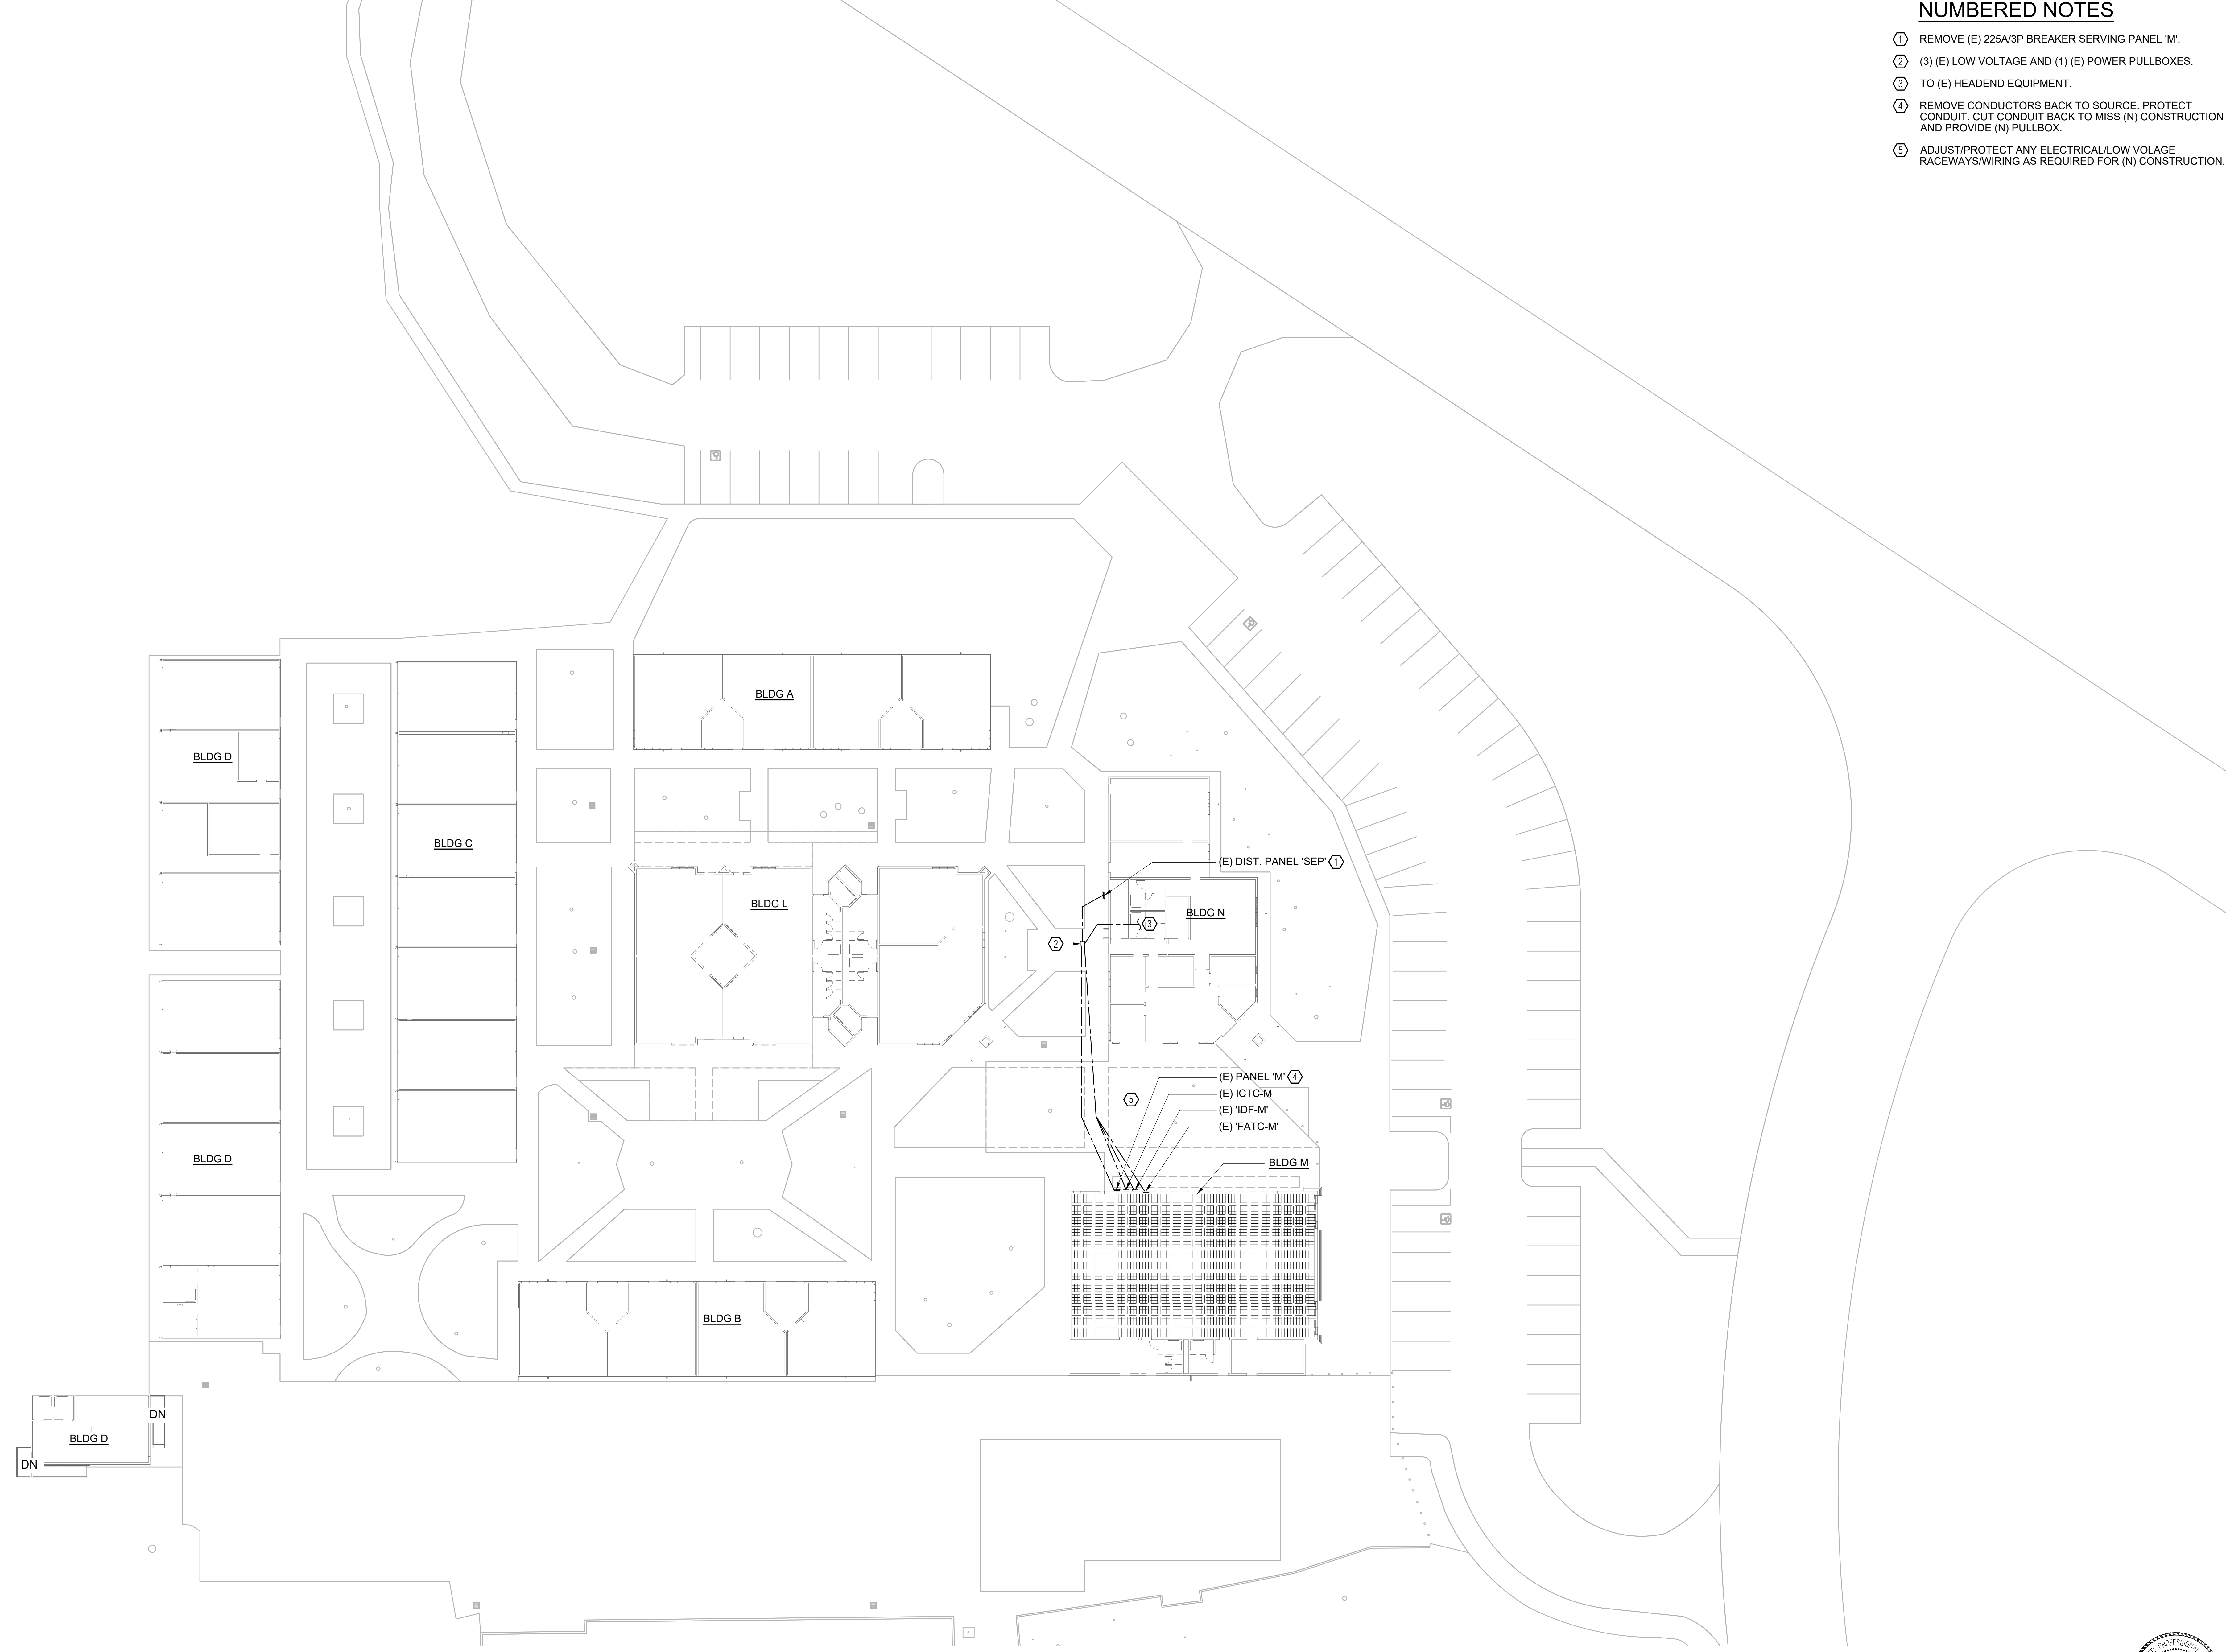 NUMBERED NOTES
1 REMOVE (E) 225A/3P BREAKER SERVING PANEL 'M'.
2 (3) (E) LOW VOLTAGE AND (1) (E) POWER PULLBOXES.
3 TO (E) HEADEND EQUIPMENT.
4 REMOVE CONDUCTORS BACK TO SOURCE. PROTECT
CONDUIT. CUT CONDUIT BACK TO MISS (N) CONSTRUCTION
AND PROVIDE (N) PULLBOX.
5 ADJUST/PROTECT ANY ELECTRICAL/LOW VOLAGE
RACEWAYS/WIRING AS REQUIRED FOR (N) CONSTRUCTION.
BLDG A
BLDG D
BLDG C
(E) DIST. PANEL 'SEP' 1
BLDG L
BLDG N
3
2
(E) PANEL 'M' 4
(E) ICTC-M
5
(E) 'IDF-M'
(E) 'FATC-M'
BLDG D
BLDG M
BLDG B
DN
BLDG D
DN
PROFESSIONAL